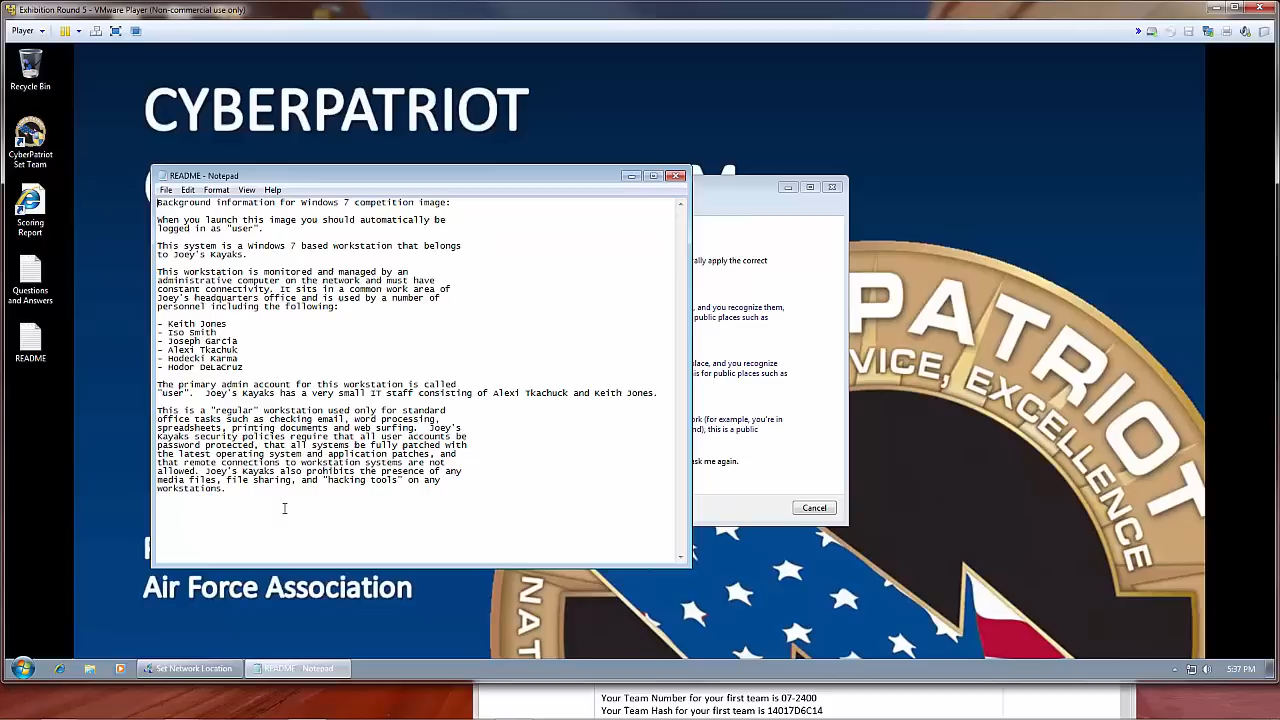 Exhibition Round 5 - VMware Player (Non-commercial use only)
Player
Recycle Bin
CyberPatriot
Set Team
Scoring
Report
Questions
and Answers
README
CYBERPATRIOT
README - Notepad
File Edit Format View Help
Background information for Windows 7 competition image:
When you launch this image you should automatically be
logged in as "user".
This system is a Windows 7 based workstation that belongs
to Joey's Kayaks.
This workstation is monitored and managed by an
administrative computer on the network and must have
constant connectivity. It sits in a common work area of
Joey's headquarters office and is used by a number of
personnel including the following:
- Keith Jones
- Iso Smith
- Joseph Garcia
- Alexi Tkachuk
- Hodecki Karma
- Hodor DeLaCruz
The primary admin account for this workstation is called
"user". Joey's Kayaks has a very small IT staff consisting of Alexi Tkachuck and Keith Jones.
This is a "regular" workstation used only for standard
office tasks such as checking email, word processing,
spreadsheets, printing documents and web surfing. Joey's
Kayaks security policies require that all user accounts be
password protected, that all systems be fully patched with
the latest operating system and application patches, and
that remote connections to workstation systems are not
allowed. Joey's Kayaks also prohibits the presence of any
media files, file sharing, and "hacking tools" on any
workstations.
ally apply the correct
, and you recognize them,
public places such as
place, and you recognize
is for public places such as
rk (for example, you're in
nd), this is a public
ask me again.
Cancel
Air Force Association
PATRIOT
VICE, EXCELLENCE
NAT
Set Network Location
README - Notepad
5:37 PM
Your Team Number for your first team is 07-2400
Your Team Hash for your first team is 14017D6C14